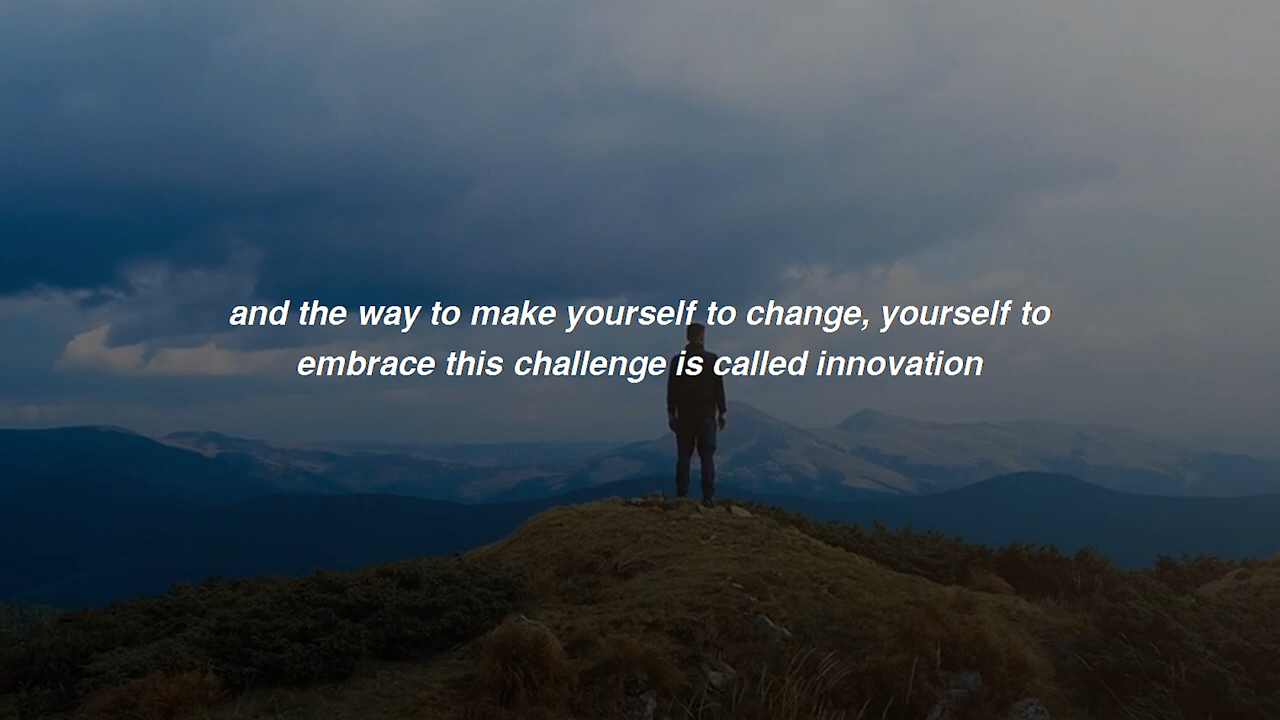 and the way to make yourself to change, yourself to
embrace this challenge is called innovation